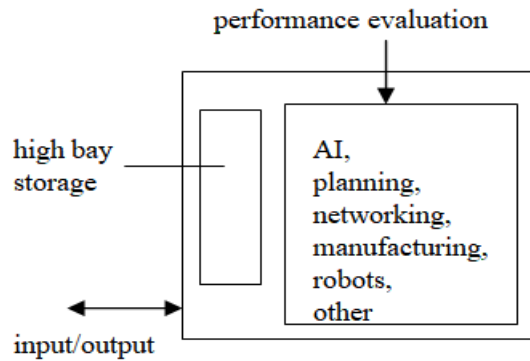 performance evaluation
high bay
storage
AI,
planning,
networking,
manufacturing,
robots,
other
input/output